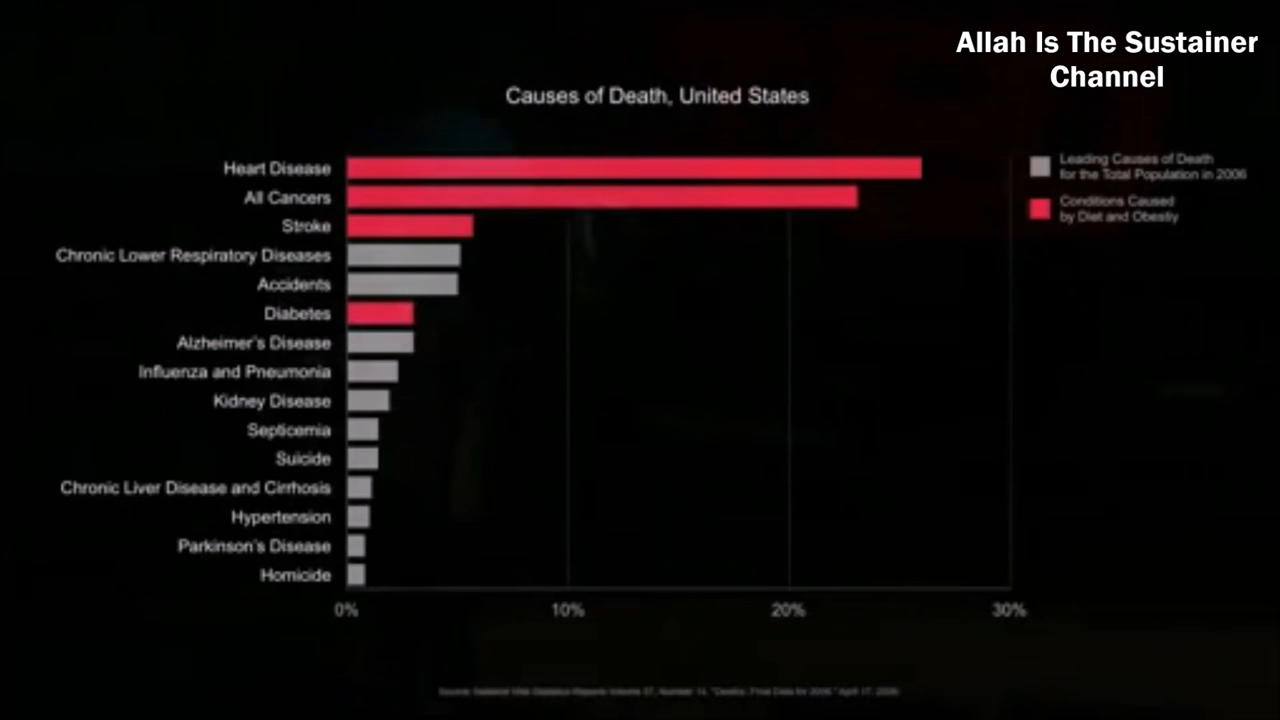 Allah Is The Sustainer
Channel
Causes of Death, United States
Heart Disease
All Cancers
Stroke
Chronic Lower Respiratory Diseases
Accidents
Diabetes
Alzheimer's Disease
Influenza and Pneumonia
Kidney Disease
Septicemia
Suicide
Chronic Liver Disease and Cirrhosis
Hypertension
Parkinson's Disease
Homicide
0% 10% 20% 30%
Leading Causes of Death
for the Total Population in 2006
Conditions Caused
by Diet and Obesity